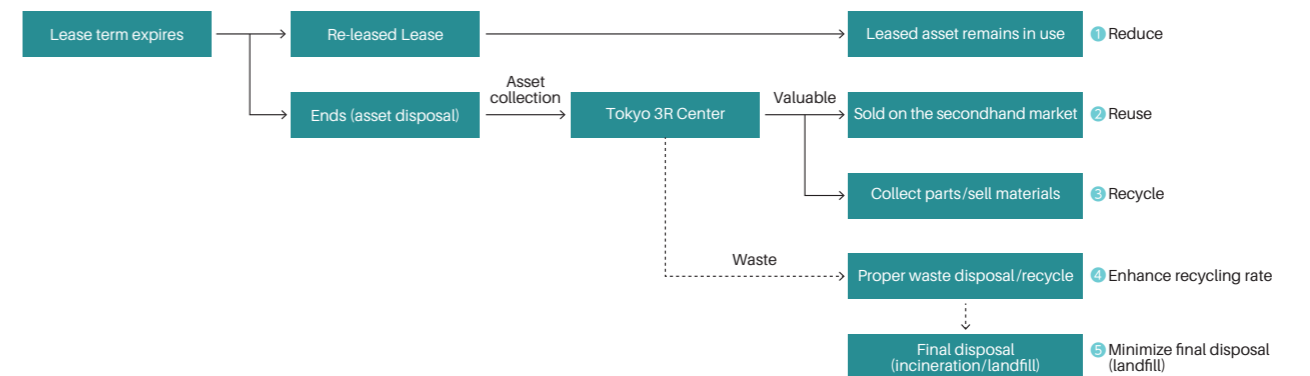 Lease term expires
Re-leased Lease
Leased asset remains in use
1 Reduce
Ends (asset disposal)
Asset
collection
Tokyo 3R Center
Valuable
Sold on the secondhand market
2 Reuse
Collect parts/sell materials
3 Recycle
Waste
Proper waste disposal/recycle
4 Enhance recycling rate
Final disposal
(incineration/landfill)
5 Minimize final disposal
(landfill)